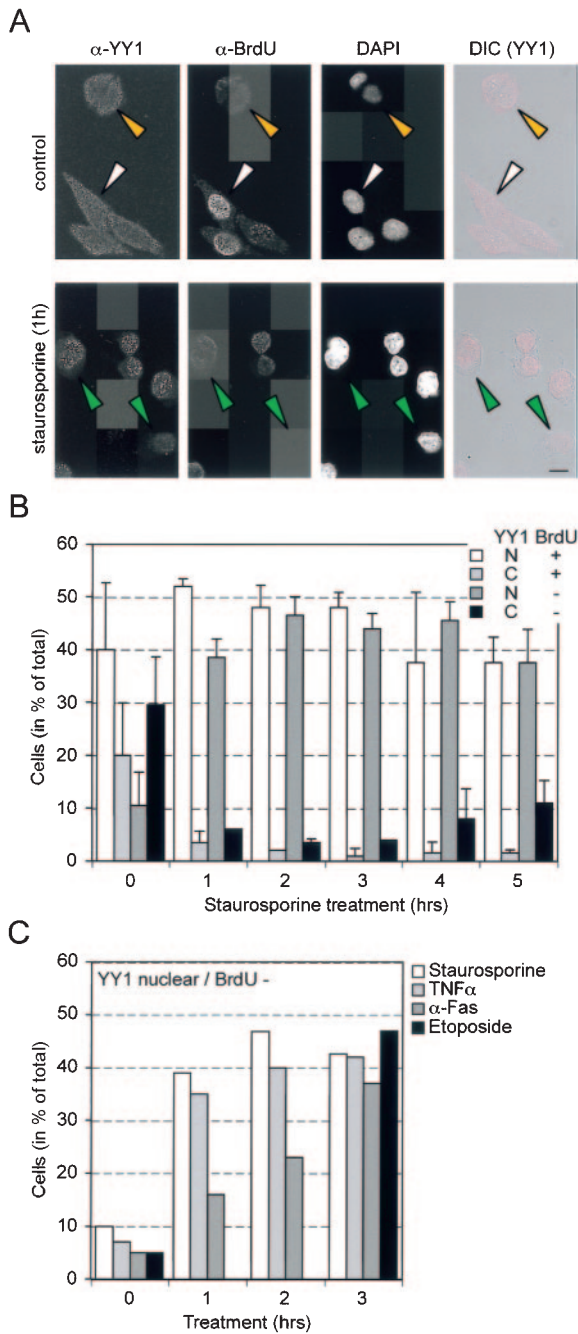 A
α-YY1 α-BrdU DAPI DIC (YY1)
control
staurosporine (1h)
B
YY1 BrdU
N +
C +
N -
C -
60
50
40
30
20
10
0
Cells (in % of total)
0 1 2 3 4 5
Staurosporine treatment (hrs)
C
YY1 nuclear / BrdU -
Staurosporine
TNFα
α-Fas
Etoposide
60
50
40
30
20
10
0
Cells (in % of total)
0 1 2 3
Treatment (hrs)